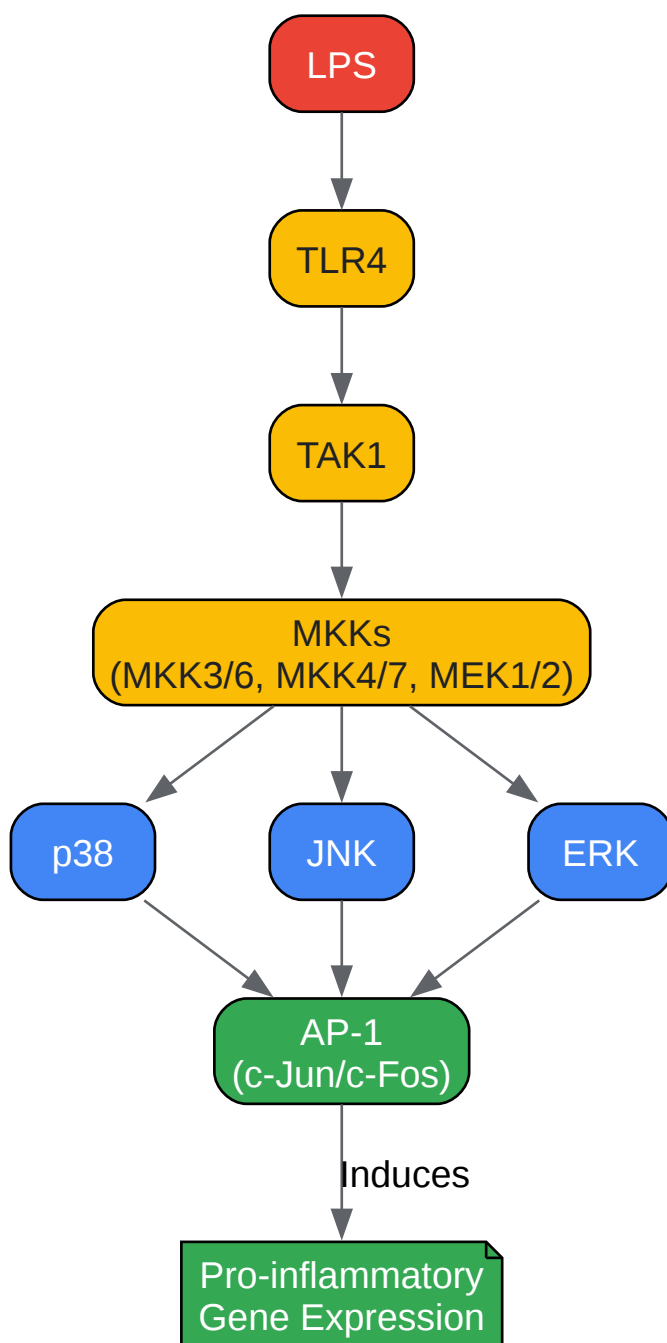 LPS
TLR4
TAK1
MKKs
(MKK3/6, MKK4/7, MEK1/2)
p38
JNK
ERK
AP-1
(c-Jun/c-Fos)
Induces
Pro-inflammatory
Gene Expression